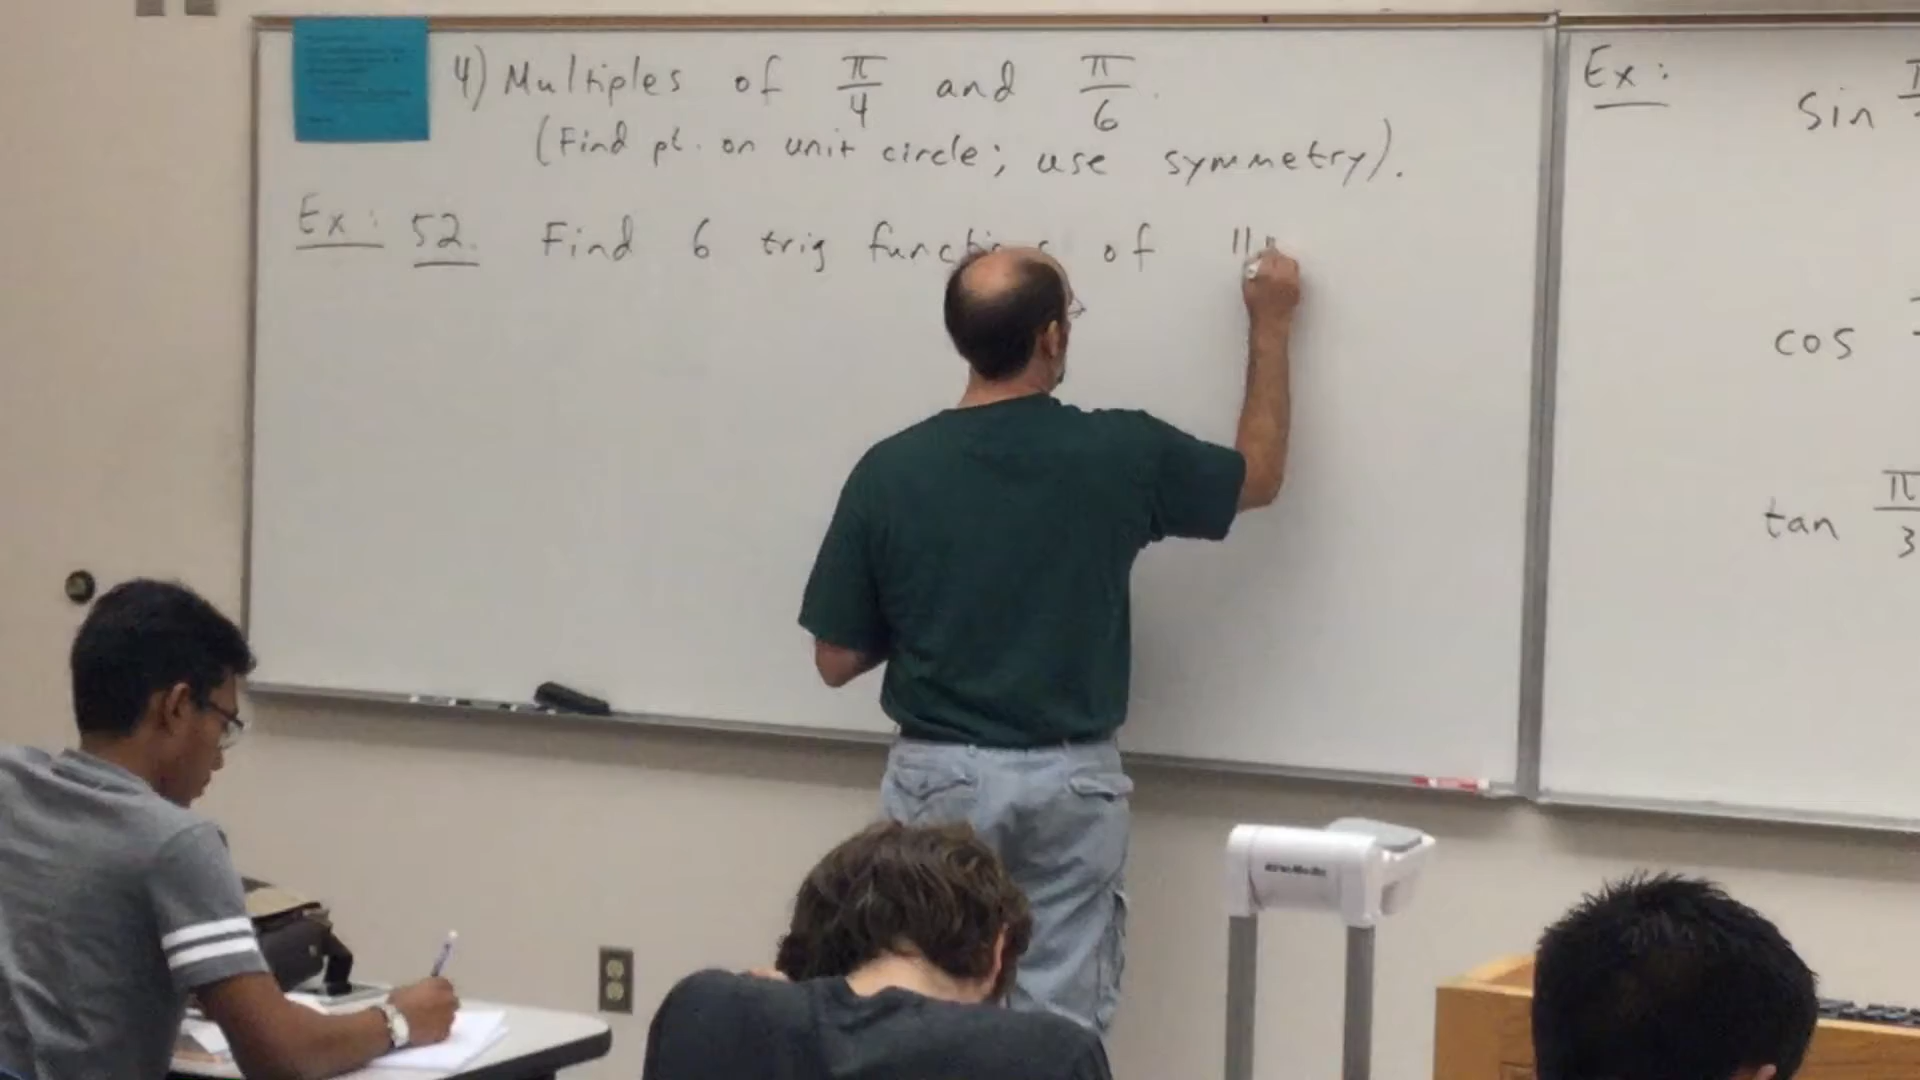 4) Multiples of π/4 and π/6.
(Find pt. on unit circle; use symmetry).
Ex: 52. Find 6 trig functions of 11
Ex:
sin π
cos
tan π/3